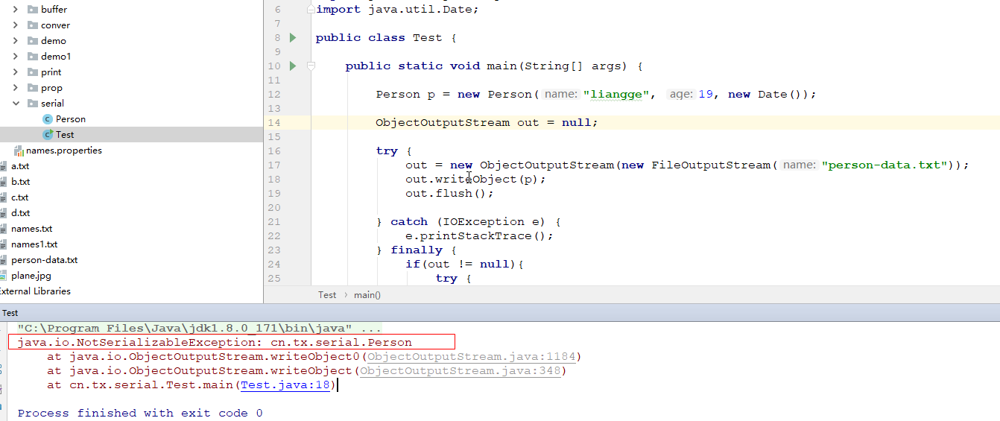 buffer
conver
demo
demo1
print
prop
serial
Person
Test
names.properties
a.txt
b.txt
c.txt
d.txt
names.txt
names1.txt
person-data.txt
plane.jpg
External Libraries
6 import java.util.Date;
7
8 public class Test {
9
10 public static void main(String[] args) {
11
12 Person p = new Person( name: "liangge", age: 19, new Date());
13
14 ObjectOutputStream out = null;
15
16 try {
17 out = new ObjectOutputStream(new FileOutputStream( name: "person-data.txt"));
18 out.writeObject(p);
19 out.flush();
20
21 } catch (IOException e) {
22 e.printStackTrace();
23 } finally {
24 if(out != null){
25 try {
Test › main()
Test
"C:\Program Files\Java\jdk1.8.0_171\bin\java" ...
java.io.NotSerializableException: cn.tx.serial.Person
at java.io.ObjectOutputStream.writeObject0(ObjectOutputStream.java:1184)
at java.io.ObjectOutputStream.writeObject(ObjectOutputStream.java:348)
at cn.tx.serial.Test.main(Test.java:18)
Process finished with exit code 0